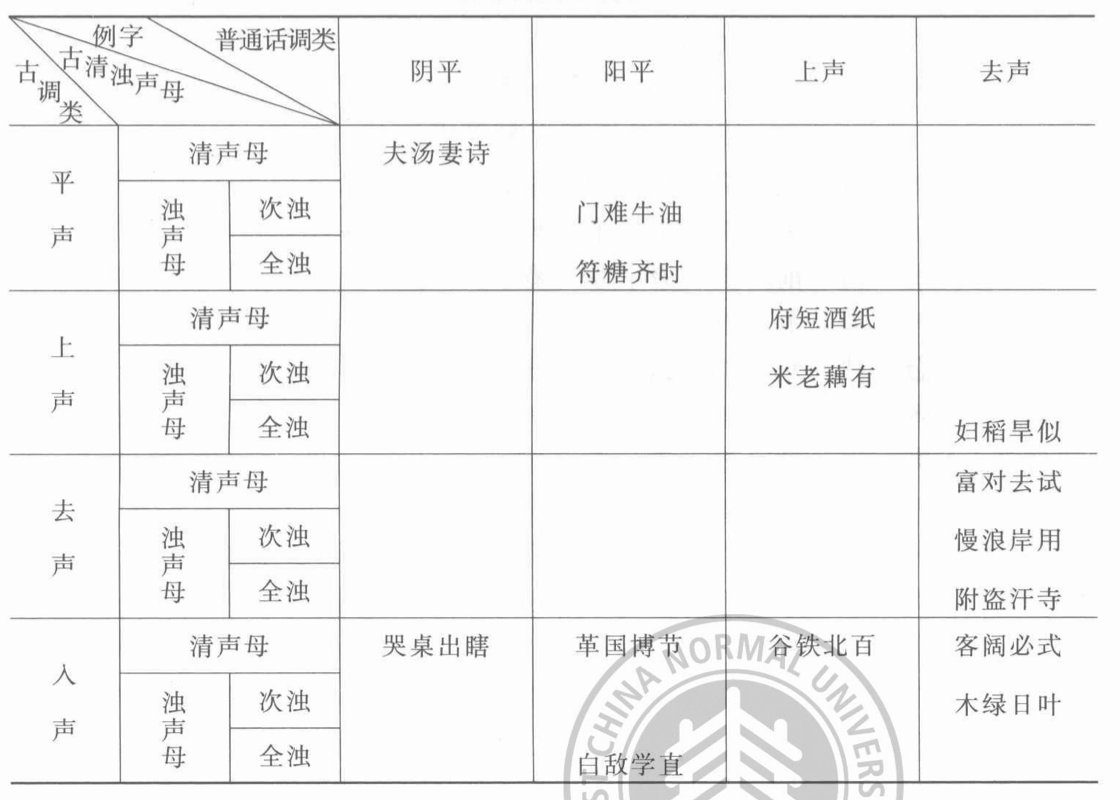 例字 普通话调类 阴平 阳平 上声 去声
古清浊声母
古调类
平声 清声母 夫汤妻诗
浊声母 次浊 门难牛油
全浊 符糖齐时
上声 清声母 府短酒纸
浊声母 次浊 米老藕有
全浊 妇稻旱似
去声 清声母 富对去试
浊声母 次浊 慢浪岸用
全浊 附盗汗寺
入声 清声母 哭桌出瞎 革国博节 谷铁北百 客阔必式
浊声母 次浊 木绿日叶
全浊 白敌学直
ST CHINA NORMAL UNIVERS